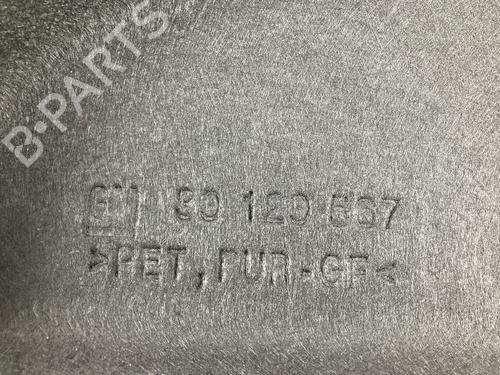 B-PARTS
GM 90 120 567
>PET, PUR-GF<